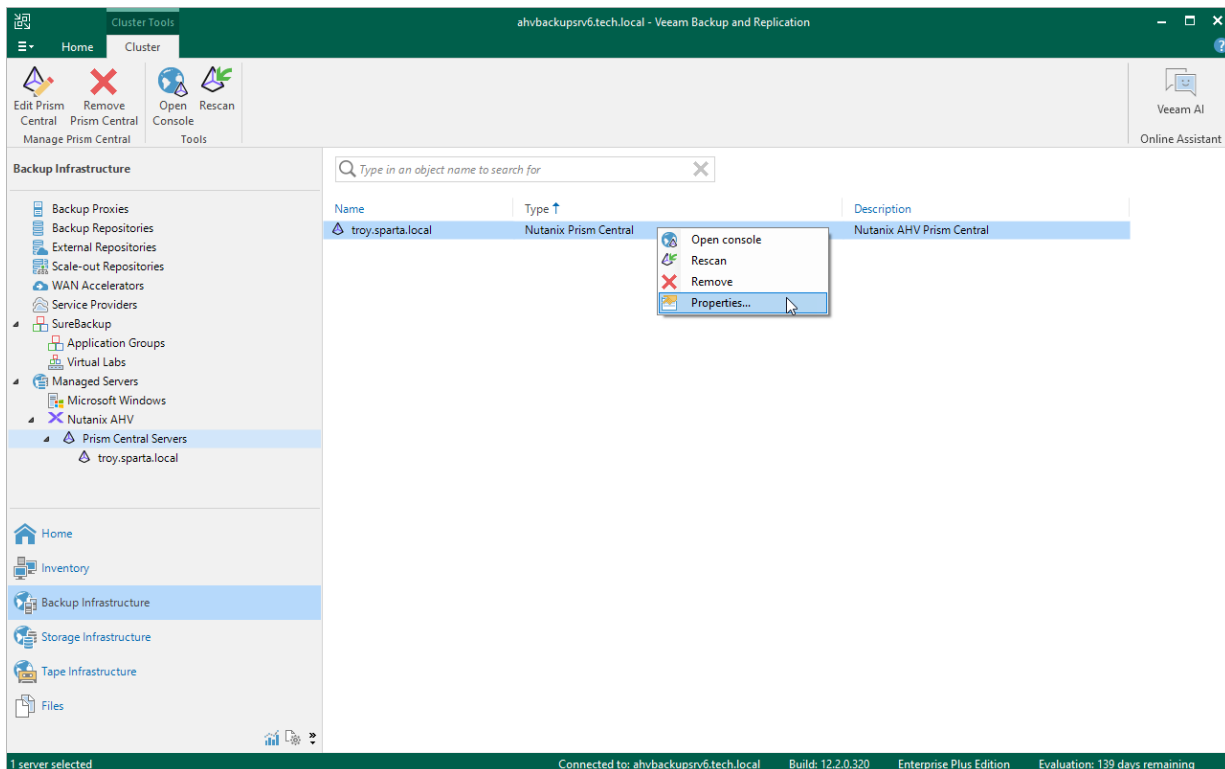 Cluster Tools
ahvbackupsrv6.tech.local - Veeam Backup and Replication
Home
Cluster
Edit Prism Central
Remove Prism Central
Open Console
Rescan
Manage Prism Central
Tools
Veeam AI
Online Assistant
Backup Infrastructure
Type in an object name to search for
Backup Proxies
Backup Repositories
External Repositories
Scale-out Repositories
WAN Accelerators
Service Providers
SureBackup
Application Groups
Virtual Labs
Managed Servers
Microsoft Windows
Nutanix AHV
Prism Central Servers
troy.sparta.local
Name Type Description
troy.sparta.local Nutanix Prism Central Nutanix AHV Prism Central
Open console
Rescan
Remove
Properties...
Home
Inventory
Backup Infrastructure
Storage Infrastructure
Tape Infrastructure
Files
1 server selected Connected to: ahvbackupsrv6.tech.local Build: 12.2.0.320 Enterprise Plus Edition Evaluation: 139 days remaining